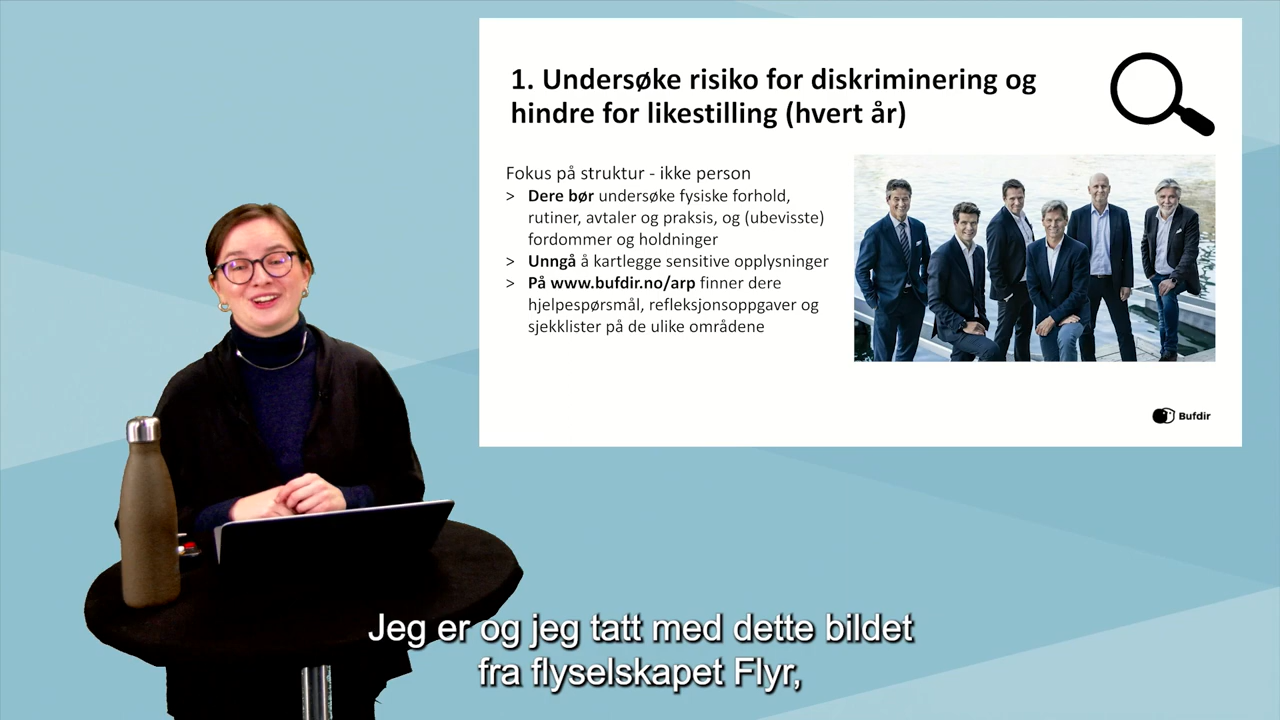 1. Undersøke risiko for diskriminering og
hindre for likestilling (hvert år)
Fokus på struktur - ikke person
> Dere bør undersøke fysiske forhold,
rutiner, avtaler og praksis, og (ubevisste)
fordommer og holdninger
> Unngå å kartlegge sensitive opplysninger
> På www.bufdir.no/arp finner dere
hjelpespørsmål, refleksjonsoppgaver og
sjekklister på de ulike områdene
Bufdir
Jeg er og jeg tatt med dette bildet
fra flyselskapet Flyr,